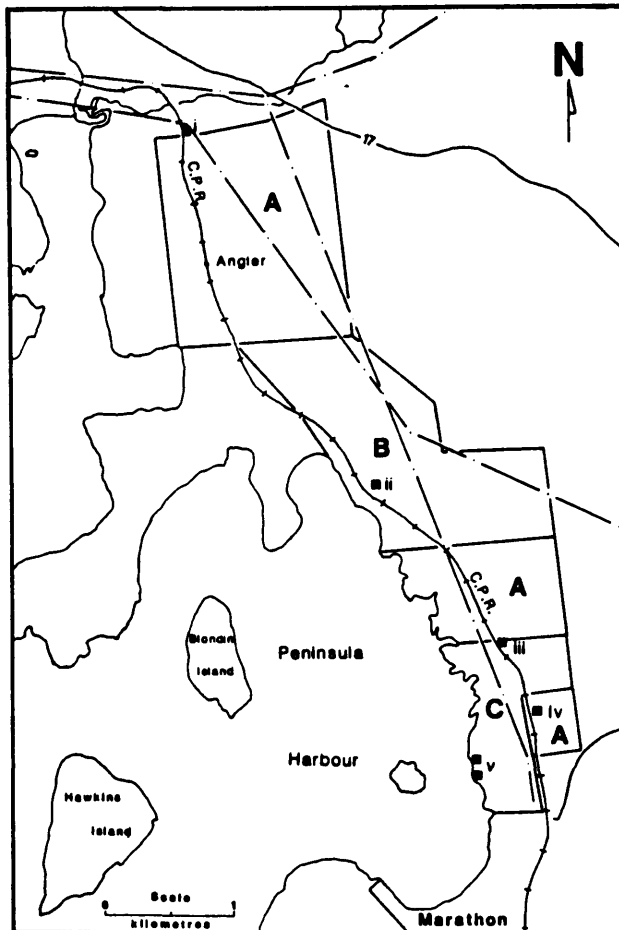 N
17
i
C.P.R.
A
Angler
B
ii
C.P.R.
A
iii
Blondin
Island
Peninsula
C
iv
A
Harbour
v
Hawkins
Island
Scale
0 1
kilometres
Marathon